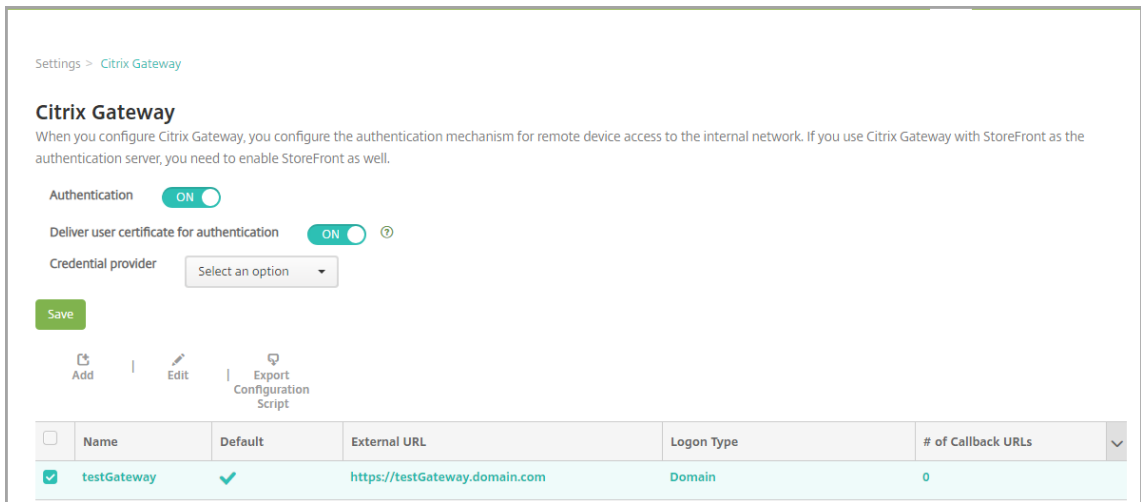 Settings > Citrix Gateway
Citrix Gateway
When you configure Citrix Gateway, you configure the authentication mechanism for remote device access to the internal network. If you use Citrix Gateway with StoreFront as the
authentication server, you need to enable StoreFront as well.
Authentication ON
Deliver user certificate for authentication ON ?
Credential provider Select an option
Save
Add | Edit | Export
Configuration
Script
Name Default External URL Logon Type # of Callback URLs
testGateway https://testGateway.domain.com Domain 0